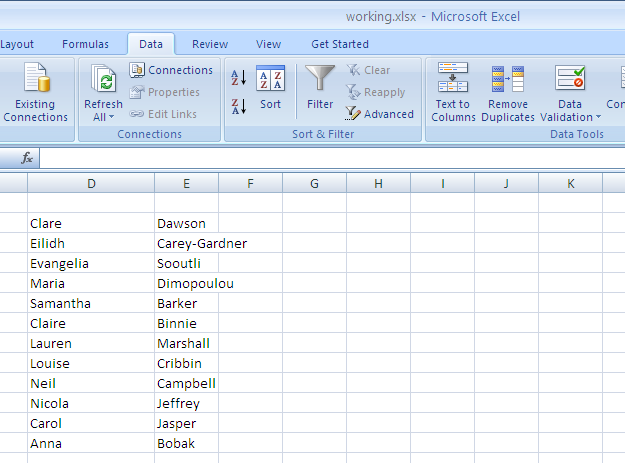 working.xlsx - Microsoft Excel
Layout Formulas Data Review View Get Started
Existing Connections
Refresh All
Connections
Properties
Edit Links
Connections
A Z
Z A
A Z Z A
Sort
Filter
Clear
Reapply
Advanced
Sort & Filter
Text to Columns
Remove Duplicates
Data Validation
Con
Data Tools
fx
D E F G H I J K
Clare Dawson
Eilidh Carey-Gardner
Evangelia Sooutli
Maria Dimopoulou
Samantha Barker
Claire Binnie
Lauren Marshall
Louise Cribbin
Neil Campbell
Nicola Jeffrey
Carol Jasper
Anna Bobak